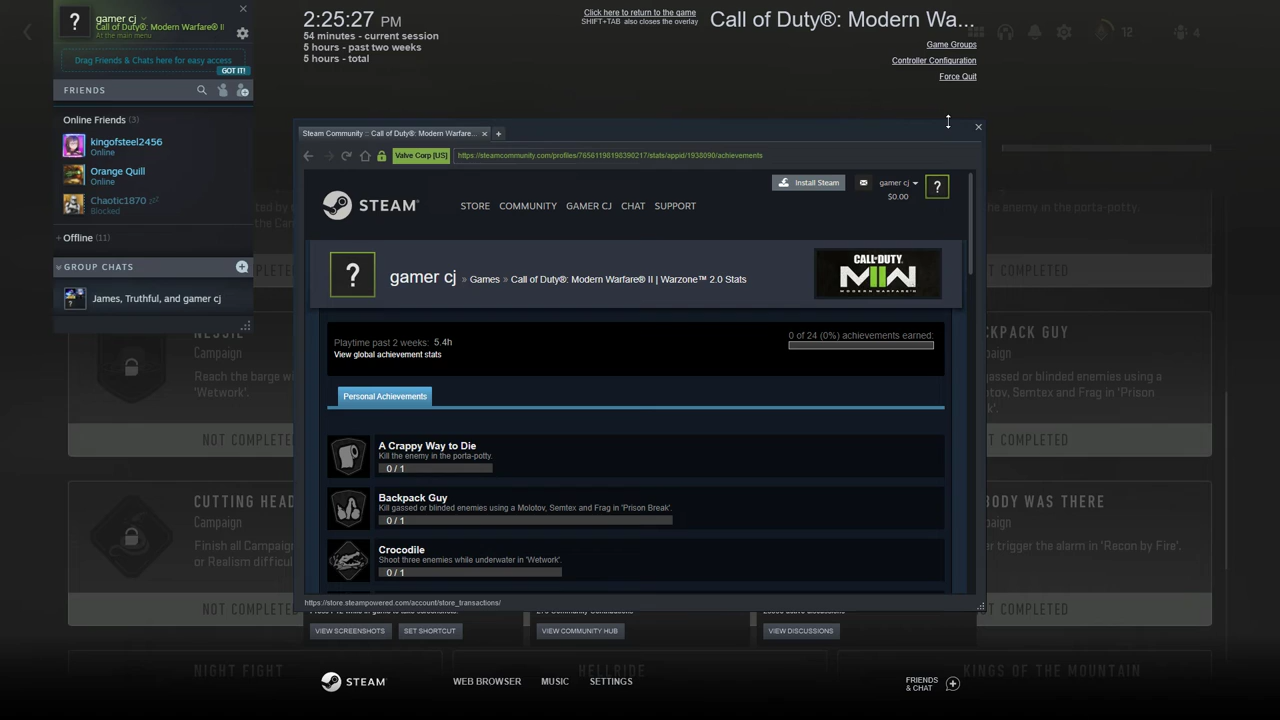 gamer cj
Call of Duty®: Modern Warfare® II
At the main menu
Drag Friends & Chats here for easy access
GOT IT!
FRIENDS
Online Friends (3)
kingofsteel2456
Online
Orange Quill
Online
Chaotic1870
Blocked
Offline (11)
GROUP CHATS
James, Truthful, and gamer cj
2:25:27 PM
54 minutes - current session
5 hours - past two weeks
5 hours - total
Click here to return to the game
SHIFT+TAB also closes the overlay
Call of Duty®: Modern Wa...
Game Groups
Controller Configuration
Force Quit
12
4
Steam Community :: Call of Duty®: Modern Warfare...
Valve Corp [US]
https://steamcommunity.com/profiles/76561198198390217/stats/appid/1938090/achievements
Install Steam
gamer cj
$0.00
?
STEAM
STORE COMMUNITY GAMER CJ CHAT SUPPORT
?
gamer cj » Games » Call of Duty®: Modern Warfare® II | Warzone™ 2.0 Stats
CALL OF DUTY
MWII
MODERN WARFARE II
Playtime past 2 weeks: 5.4h
View global achievement stats
0 of 24 (0%) achievements earned:
Personal Achievements
A Crappy Way to Die
Kill the enemy in the porta-potty.
0 / 1
Backpack Guy
Kill gassed or blinded enemies using a Molotov, Semtex and Frag in 'Prison Break'.
0 / 1
Crocodile
Shoot three enemies while underwater in 'Wetwork'.
0 / 1
https://store.steampowered.com/account/store_transactions/
VIEW SCREENSHOTS
SET SHORTCUT
VIEW COMMUNITY HUB
VIEW DISCUSSIONS
STEAM
WEB BROWSER MUSIC SETTINGS
FRIENDS
& CHAT
NESSIE
Campaign
Reach the barge w
'Wetwork'.
NOT COMPLETED
CUTTING HEAD
Campaign
Finish all Campaign
or Realism difficul
NOT COMPLETED
the enemy in the porta-potty.
COMPLETED
ACKPACK GUY
gassed or blinded enemies using a
Molotov, Semtex and Frag in 'Prison
COMPLETED
BODY WAS THERE
er trigger the alarm in 'Recon by Fire'.
COMPLETED
NIGHT FIGHT
HELLRIDE
KINGS OF THE MOUNTAIN